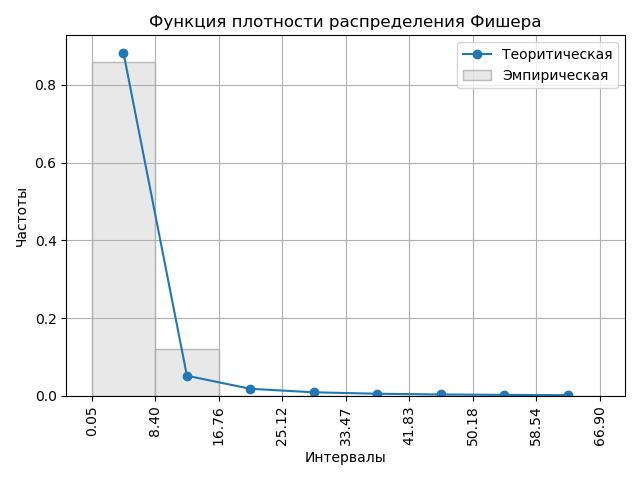 Функция плотности распределения Фишера
Теоритическая
Эмпирическая
Частоты
0.8
0.6
0.4
0.2
0.0
0.05
8.40
16.76
25.12
33.47
41.83
50.18
58.54
66.90
Интервалы